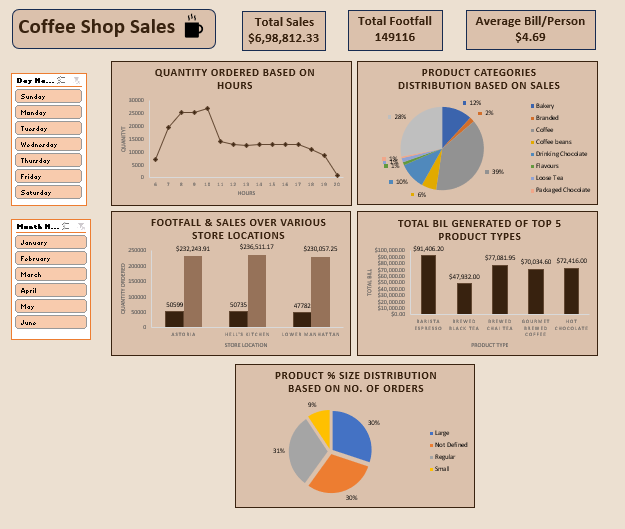 Coffee Shop Sales
Total Sales
$6,98,812.33
Total Footfall
149116
Average Bill/Person
$4.69
Day Na...
Sunday
Monday
Tuesday
Wednesday
Thursday
Friday
Saturday
QUANTITY ORDERED BASED ON
HOURS
QUANTITY
30000
25000
20000
15000
10000
5000
0
6 7 8 9 10 11 12 13 14 15 16 17 18 19 20
HOURS
PRODUCT CATEGORIES
DISTRIBUTION BASED ON SALES
12%
2%
39%
6%
10%
1%
1%
28%
Bakery
Branded
Coffee
Coffee beans
Drinking Chocolate
Flavours
Loose Tea
Packaged Chocolate
Month N...
January
February
March
April
May
June
FOOTFALL & SALES OVER VARIOUS
STORE LOCATIONS
QUANTITY ORDERED
250000
200000
150000
100000
50000
0
$232,243.91
$236,511.17
$230,057.25
50599
50735
47782
ASTORIA
HELL'S KITCHEN
LOWER MANHATTAN
STORE LOCATION
TOTAL BIL GENERATED OF TOP 5
PRODUCT TYPES
TOTAL BILL
$100,000.00
$90,000.00
$80,000.00
$70,000.00
$60,000.00
$50,000.00
$40,000.00
$30,000.00
$20,000.00
$10,000.00
$0.00
$91,406.20
$47,932.00
$77,081.95
$70,034.60
$72,416.00
BARISTA
ESPRESSO
BREWED
BLACK TEA
BREWED
CHAI TEA
GOURMET
BREWED
COFFEE
HOT
CHOCOLATE
PRODUCT TYPE
PRODUCT % SIZE DISTRIBUTION
BASED ON NO. OF ORDERS
9%
30%
31%
30%
Large
Not Defined
Regular
Small